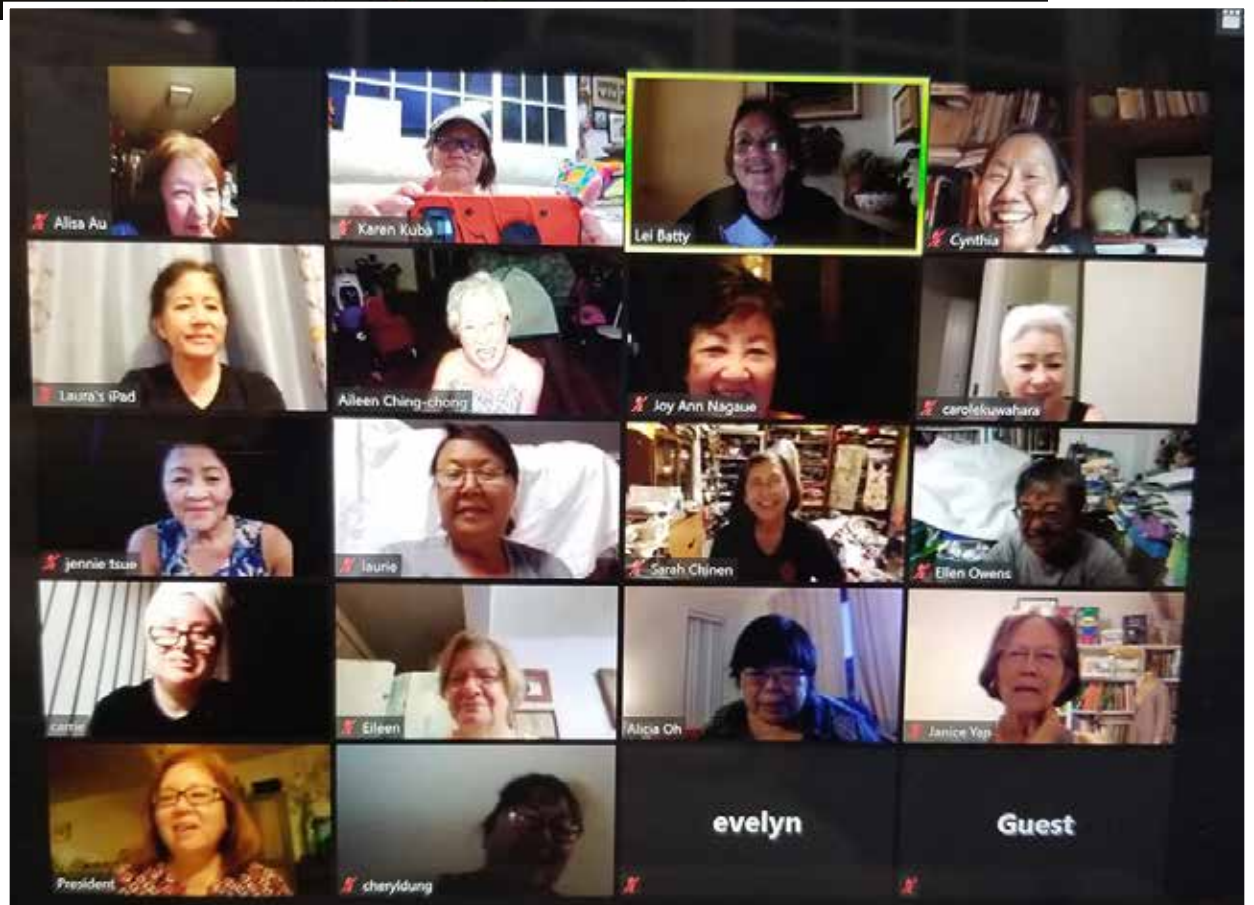 Alisa Au
Karen Kuba
Lei Batty
Cynthia
Laura's iPad
Aileen Ching-chong
Joy Ann Nagaue
carolekuwahara
jennie tsue
laurie
Sarah Chinen
Ellen Owens
carrie
Eileen
Alicia Oh
Janice Yap
President
cheryldung
evelyn
Guest